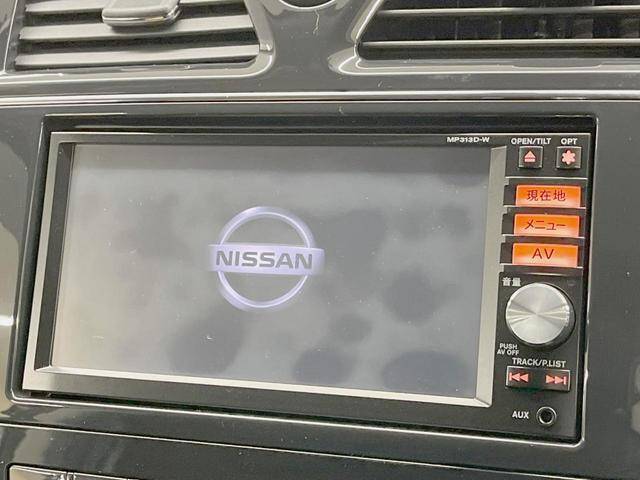 MP313D-W
OPEN/TILT OPT
現在地
メニュー
AV
NISSAN
音量
PUSH
AV OFF
TRACK/P.LIST
AUX